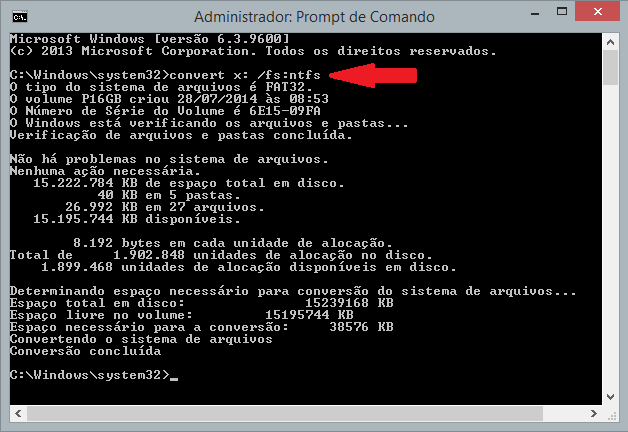 Administrador: Prompt de Comando
Microsoft Windows [versão 6.3.9600]
(c) 2013 Microsoft Corporation. Todos os direitos reservados.
C:\Windows\system32>convert x: /fs:ntfs
O tipo do sistema de arquivos é FAT32.
O volume P16GB criou 28/07/2014 às 08:53
O Número de Série do Volume é 6E15-09FA
O Windows está verificando os arquivos e pastas...
Verificação de arquivos e pastas concluída.
Não há problemas no sistema de arquivos.
Nenhuma ação necessária.
15.222.784 KB de espaço total em disco.
40 KB em 5 pastas.
26.992 KB em 27 arquivos.
15.195.744 KB disponíveis.
8.192 bytes em cada unidade de alocação.
Total de 1.902.848 unidades de alocação no disco.
1.899.468 unidades de alocação disponíveis em disco.
Determinando espaço necessário para conversão do sistema de arquivos...
Espaço total em disco: 15239168 KB
Espaço livre no volume: 15195744 KB
Espaço necessário para a conversão: 38576 KB
Convertendo o sistema de arquivos
Conversão concluída
C:\Windows\system32>_